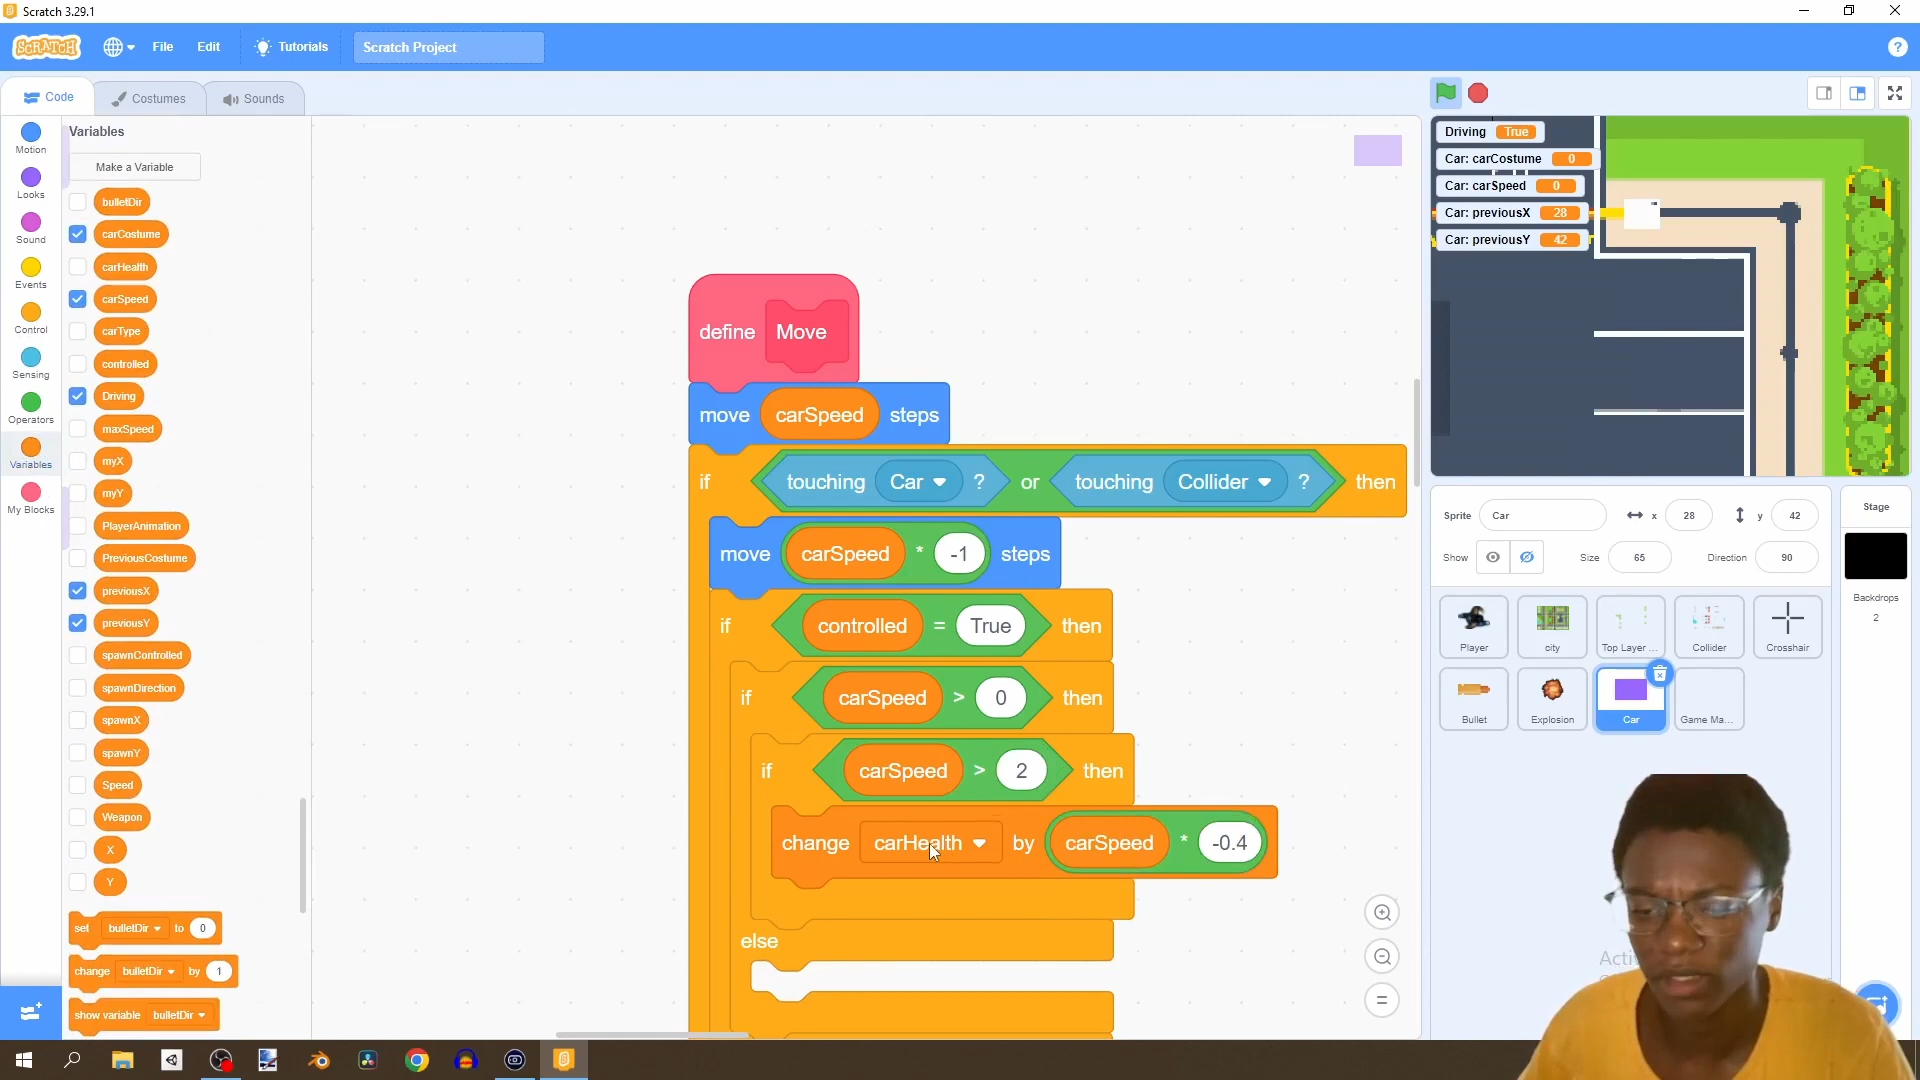 Scratch 3.29.1
SCRATCH File Edit Tutorials Scratch Project ?
Code Costumes Sounds
Motion
Looks
Sound
Events
Control
Sensing
Operators
Variables
My Blocks
Variables
Make a Variable
bulletDir
carCostume
carHealth
carSpeed
carType
controlled
Driving
maxSpeed
myX
myY
PlayerAnimation
PreviousCostume
previousX
previousY
spawnControlled
spawnDirection
spawnX
spawnY
Speed
Weapon
X
Y
set bulletDir to 0
change bulletDir by 1
show variable bulletDir
define Move
move carSpeed steps
if touching Car ? or touching Collider ? then
move carSpeed * -1 steps
if controlled = True then
if carSpeed > 0 then
if carSpeed > 2 then
change carHealth by carSpeed * -0.4
else
Driving True
Car: carCostume 0
Car: carSpeed 0
Car: previousX 28
Car: previousY 42
Sprite Car x 28 y 42
Show Size 65 Direction 90
Player city Top Layer ... Collider Crosshair
Bullet Explosion Car Game Ma...
Stage
Backdrops
2